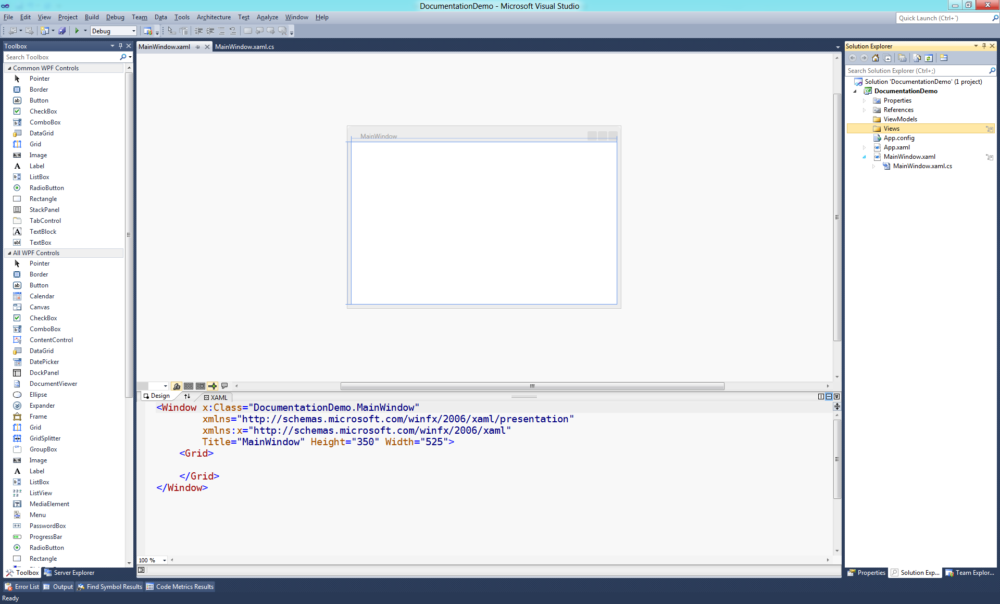 DocumentationDemo - Microsoft Visual Studio
File Edit View Project Build Debug Team Data Tools Architecture Test Analyze Window Help
Quick Launch (Ctrl+`)
Debug
Toolbox
Search Toolbox
Common WPF Controls
Pointer
Border
Button
CheckBox
ComboBox
DataGrid
Grid
Image
Label
ListBox
RadioButton
Rectangle
StackPanel
TabControl
TextBlock
TextBox
All WPF Controls
Pointer
Border
Button
Calendar
Canvas
CheckBox
ComboBox
ContentControl
DataGrid
DatePicker
DockPanel
DocumentViewer
Ellipse
Expander
Frame
Grid
GridSplitter
GroupBox
Image
Label
ListBox
ListView
MediaElement
Menu
PasswordBox
ProgressBar
RadioButton
Rectangle
Toolbox Server Explorer
MainWindow.xaml MainWindow.xaml.cs
MainWindow
Design XAML
<Window x:Class="DocumentationDemo.MainWindow"
xmlns="http://schemas.microsoft.com/winfx/2006/xaml/presentation"
xmlns:x="http://schemas.microsoft.com/winfx/2006/xaml"
Title="MainWindow" Height="350" Width="525">
<Grid>
</Grid>
</Window>
100 %
Solution Explorer
Search Solution Explorer (Ctrl+;)
Solution 'DocumentationDemo' (1 project)
DocumentationDemo
Properties
References
ViewModels
Views
App.config
App.xaml
MainWindow.xaml
MainWindow.xaml.cs
Properties Solution Exp... Team Explor...
Error List Output Find Symbol Results Code Metrics Results
Ready